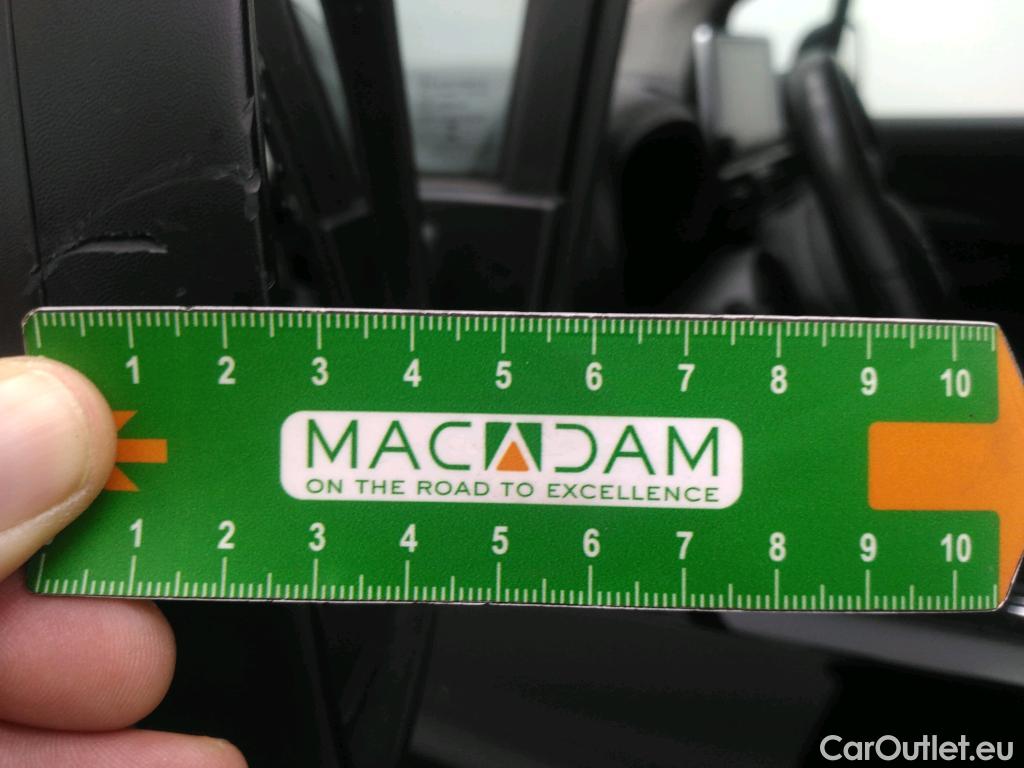 1 2 3 4 5 6 7 8 9 10
MACADAM
ON THE ROAD TO EXCELLENCE
1 2 3 4 5 6 7 8 9 10
CarOutlet.eu